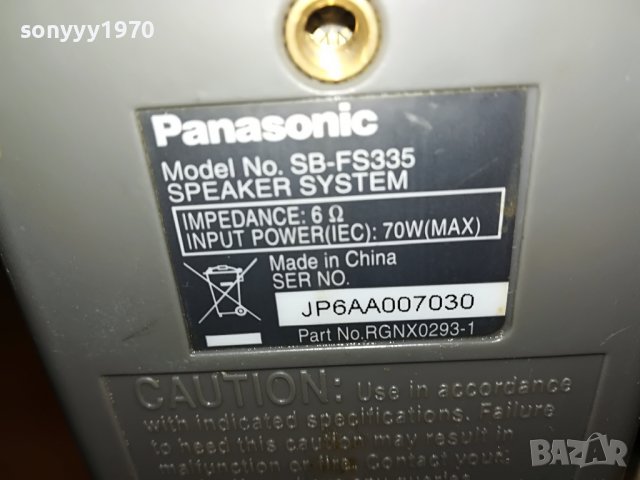 sonyyy1970
Panasonic
Model No. SB-FS335
SPEAKER SYSTEM
IMPEDANCE: 6 Ω
INPUT POWER(IEC): 70W(MAX)
Made in China
SER NO.
JP6AA007030
Part No.RGNX0293-1
CAUTION: Use in accordance
with indicated specifications. Failure
to heed this caution may result in
malfunction or fire. Contact your
BAZAR